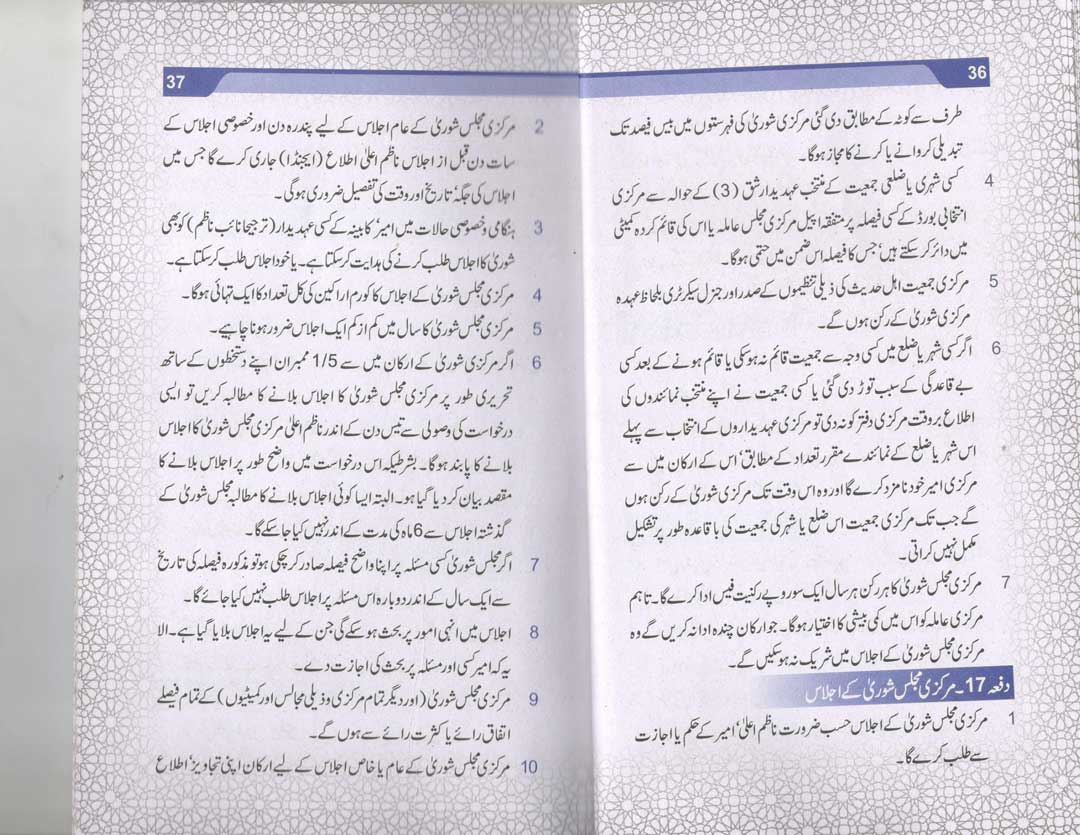 36
طرف سے کوٹہ کے مطابق دی گئی مرکزی شوریٰ کی فہرستوں میں بیس فیصد تک
تبدیلی کروانے یا کرنے کا مجاز ہوگا۔
4 کسی شہری یا ضلعی جمعیت کے منتخب عہدیدار شق (3) کے حوالہ سے مرکزی
انتخابی بورڈ کے کسی فیصلہ پر متفقہ اپیل مرکزی مجلس عاملہ یا اس کی قائم کردہ کمیٹی
میں دائر کرسکتے ہیں‘ جس کا فیصلہ اس ضمن میں حتمی ہوگا۔
5 مرکزی جمعیت اہل حدیث کی ذیلی تنظیموں کے صدر اور جنرل سیکرٹری بلحاظ عہدہ
مرکزی شوریٰ کے رکن ہوں گے۔
6 اگر کسی شہر یا ضلع میں کسی وجہ سے جمعیت قائم نہ ہوسکی یا قائم ہونے کے بعد کسی
بے قاعدگی کے سبب توڑ دی گئی یا کسی جمعیت نے اپنے منتخب نمائندوں کی
اطلاع بروقت مرکزی دفتر کو نہ دی تو مرکزی عہدیداروں کے انتخاب سے پہلے
اس شہر یا ضلع کے نمائندے مقرر تعداد کے مطابق‘ اس کے ارکان میں سے
مرکزی امیر خود نامزد کرے گا اور وہ اس وقت تک مرکزی شوریٰ کے رکن ہوں
گے جب تک مرکزی جمعیت اس ضلع یا شہر کی جمعیت کی باقاعدہ طور پر تشکیل
مکمل نہیں کراتی۔
7 مرکزی مجلس شوریٰ کا ہر رکن ہر سال ایک سو روپے رکنیت فیس ادا کرے گا۔ تاہم
مرکزی عاملہ کو اس میں کمی بیشی کا اختیار ہوگا۔ جو ارکان چندہ ادا نہ کریں گے وہ
مرکزی مجلس شوریٰ کے اجلاس میں شریک نہ ہوسکیں گے۔
دفعہ 17۔ مرکزی مجلس شوریٰ کے اجلاس
1 مرکزی مجلس شوریٰ کے اجلاس حسب ضرورت ناظم اعلیٰ‘ امیر کے حکم یا اجازت
سے طلب کرے گا۔
37
2 مرکزی مجلس شوریٰ کے عام اجلاس کے لیے پندرہ دن اور خصوصی اجلاس کے
سات دن قبل از اجلاس ناظم اعلیٰ اطلاع (ایجنڈا) جاری کرے گا جس میں
اجلاس کی جگہ‘ تاریخ اور وقت کی تفصیل ضروری ہوگی۔
3 ہنگامی وخصوصی حالات میں امیر‘ کابینہ کے کسی عہدیدار (ترجیحا نائب ناظم) کو بھی
شوریٰ کا اجلاس طلب کرنے کی ہدایت کرسکتا ہے۔ یا خود اجلاس طلب کرسکتا ہے۔
4 مرکزی مجلس شوریٰ کے اجلاس کا کورم اراکین کی کل تعداد کا ایک تہائی ہوگا۔
5 مرکزی مجلس شوریٰ کا سال میں کم از کم ایک اجلاس ضرور ہونا چاہیے۔
6 اگر مرکزی مجلس شوریٰ کے ارکان میں سے 1/5 ممبران اپنے دستخطوں کے ساتھ
تحریری طور پر مرکزی مجلس شوریٰ کا اجلاس بلانے کا مطالبہ کریں تو ایسی
درخواست کی وصولی سے تیس دن کے اندر ناظم اعلیٰ مرکزی مجلس شوریٰ کا اجلاس
بلانے کا پابند ہوگا۔ بشرطیکہ اس درخواست میں واضح طور پر اجلاس بلانے کا
مقصد بیان کردیا گیا ہو۔ البتہ ایسا کوئی اجلاس بلانے کا مطالبہ مجلس شوریٰ کے
گذشتہ اجلاس سے 6 ماہ کی مدت کے اندر نہیں کیا جاسکے گا۔
7 اگر مجلس شوریٰ کسی مسئلہ پر اپنا واضح فیصلہ صادر کرچکی ہو تو مذکورہ فیصلہ کی تاریخ
سے ایک سال کے اندر دوبارہ اس مسئلہ پر اجلاس طلب نہیں کیا جائے گا۔
8 اجلاس میں انہی امور پر بحث ہوسکے گی جن کے لیے یہ اجلاس بلایا گیا ہے۔ الا
یہ کہ امیر کسی اور مسئلہ پر بحث کی اجازت دے۔
9 مرکزی مجلس شوریٰ (اور دیگر تمام مرکزی وذیلی مجالس اور کمیٹیوں) کے تمام فیصلے
اتفاق رائے یا کثرت رائے سے ہوں گے۔
10 مرکزی مجلس شوریٰ کے عام یا خاص اجلاس کے لیے ارکان اپنی تجاویز‘ اطلاع